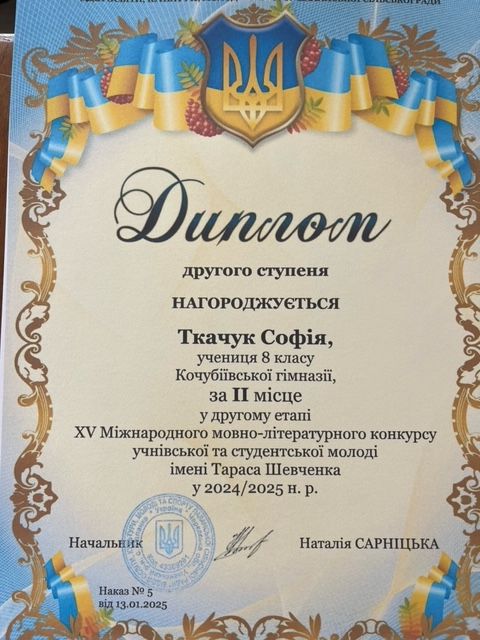 Диплом
другого ступеня
НАГОРОДЖУЄТЬСЯ
Ткачук Софія,
учениця 8 класу
Кочубіївської гімназії,
за II місце
у другому етапі
XV Міжнародного мовно-літературного конкурсу
учнівської та студентської молоді
імені Тараса Шевченка
у 2024/2025 н. р.
Начальник
Наталія САРНІЦЬКА
Наказ № 5
від 13.01.2025